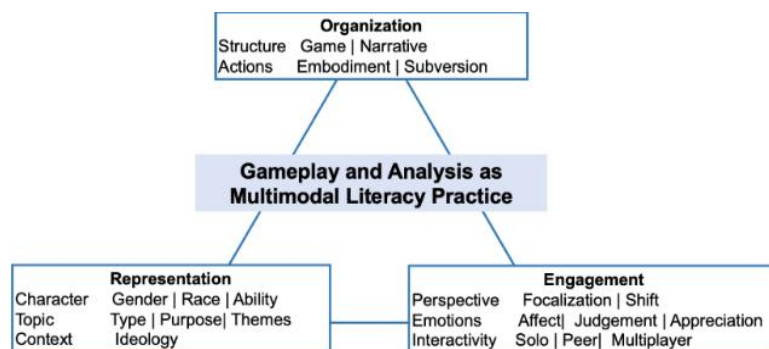 Organization
Structure Game | Narrative
Actions Embodiment | Subversion
Gameplay and Analysis as
Multimodal Literacy Practice
Representation
Character Gender | Race | Ability
Topic Type | Purpose| Themes
Context Ideology
Engagement
Perspective Focalization | Shift
Emotions Affect| Judgement | Appreciation
Interactivity Solo | Peer| Multiplayer